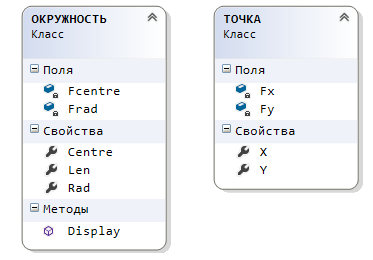 ОКРУЖНОСТЬ
Класс
Поля
Fcentre
Frad
Свойства
Centre
Len
Rad
Методы
Display
ТОЧКА
Класс
Поля
Fx
Fy
Свойства
X
Y